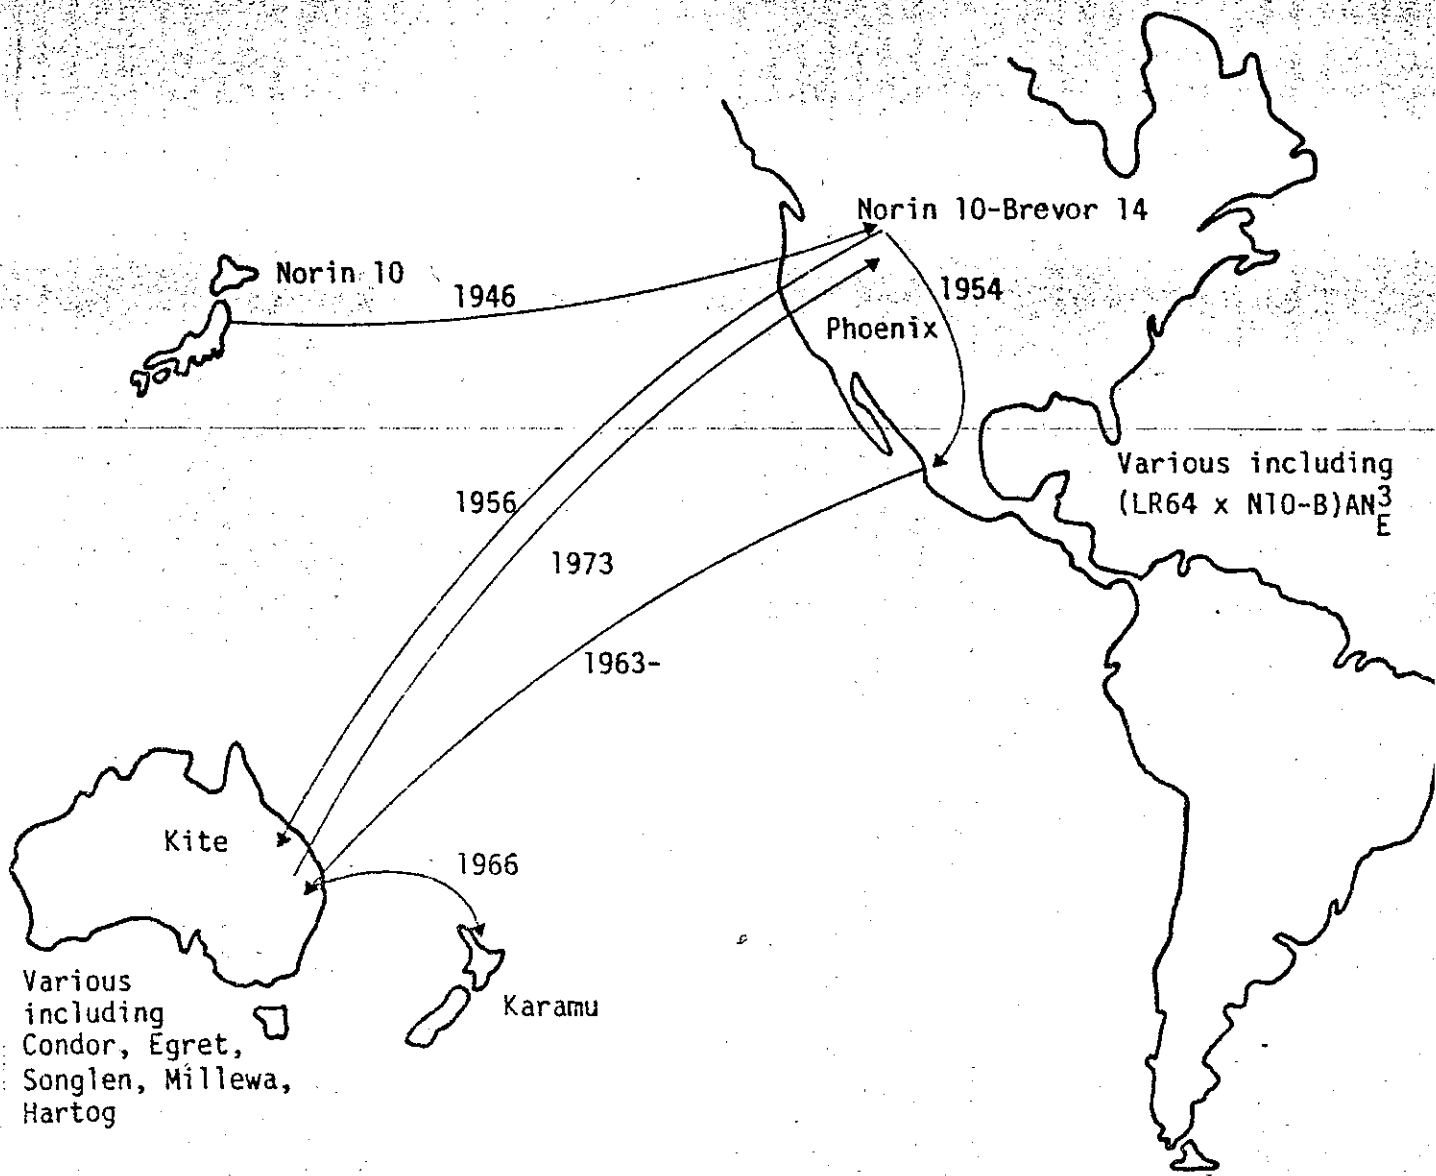 Norin 10-Brevor 14
Norin 10
1946
1954
Phoenix
Various including
(LR64 x N10-B)AN3E
1956
1973
1963-
Kite
1966
Karamu
Various
including
Condor, Egret,
Songlen, Millewa,
Hartog